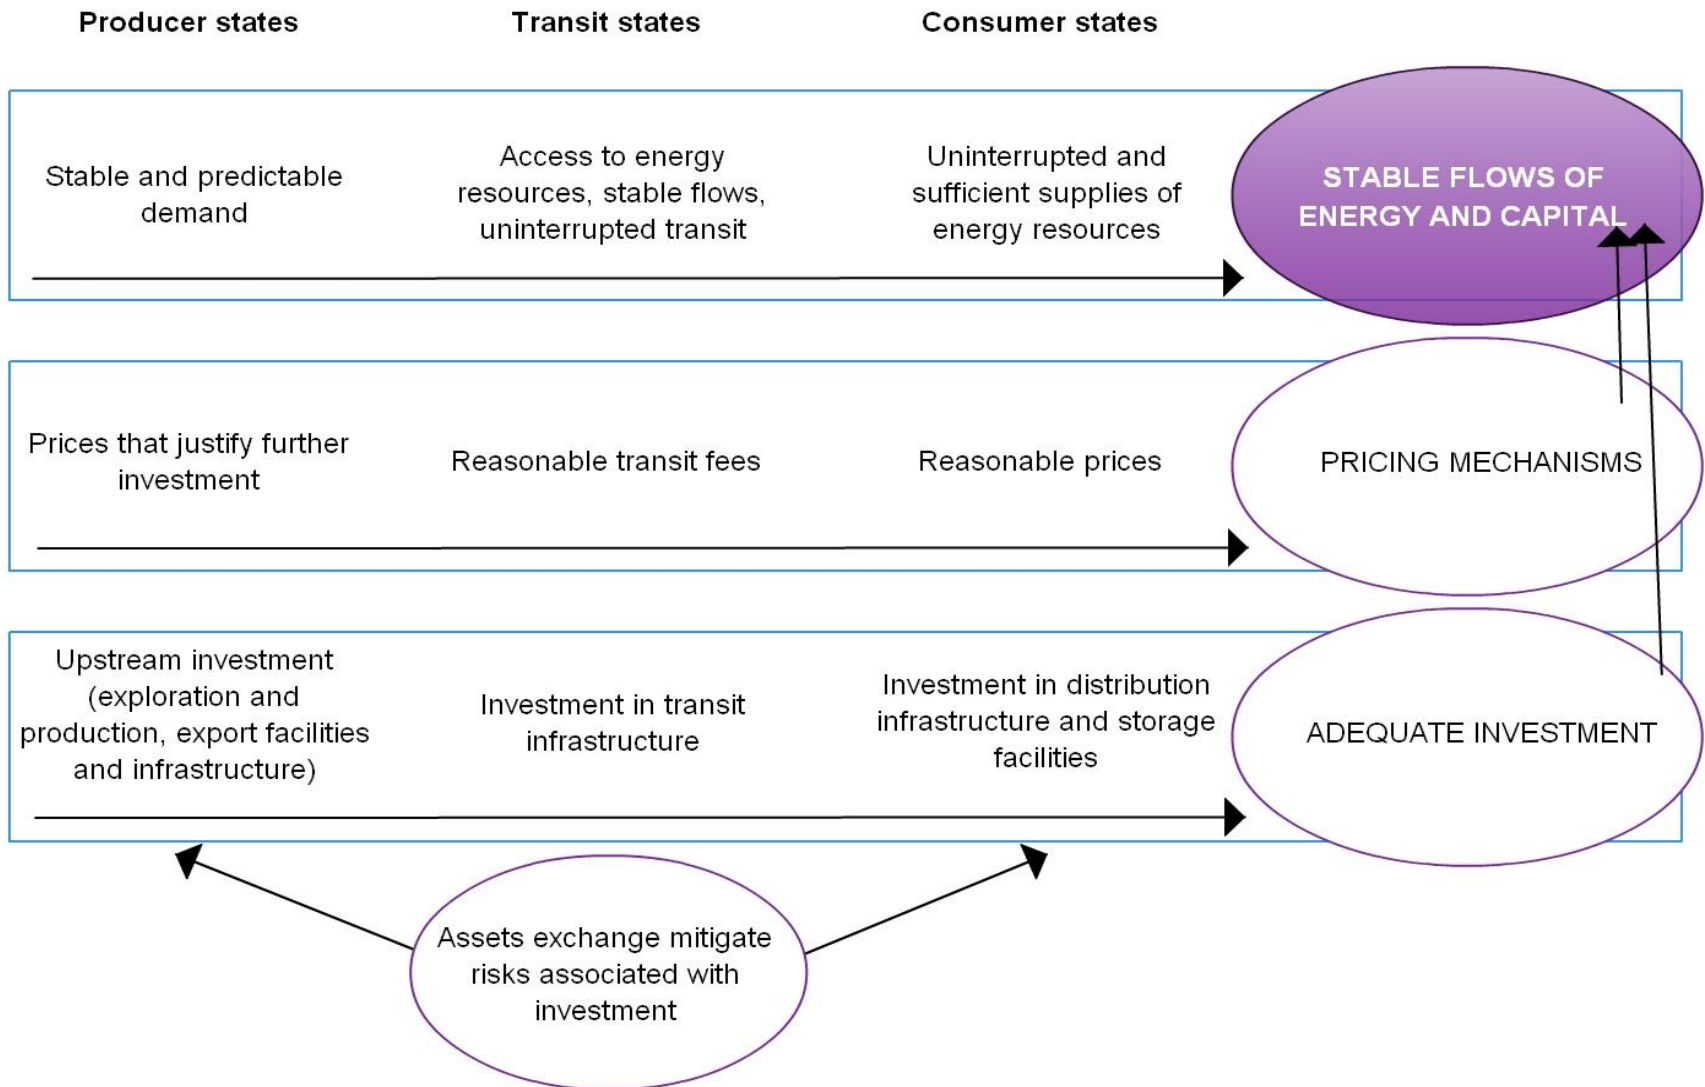 Producer states
Transit states
Consumer states
Stable and predictable
demand
Access to energy
resources, stable flows,
uninterrupted transit
Uninterrupted and
sufficient supplies of
energy resources
STABLE FLOWS OF
ENERGY AND CAPITAL
Prices that justify further
investment
Reasonable transit fees
Reasonable prices
PRICING MECHANISMS
Upstream investment
(exploration and
production, export facilities
and infrastructure)
Investment in transit
infrastructure
Investment in distribution
infrastructure and storage
facilities
ADEQUATE INVESTMENT
Assets exchange mitigate
risks associated with
investment